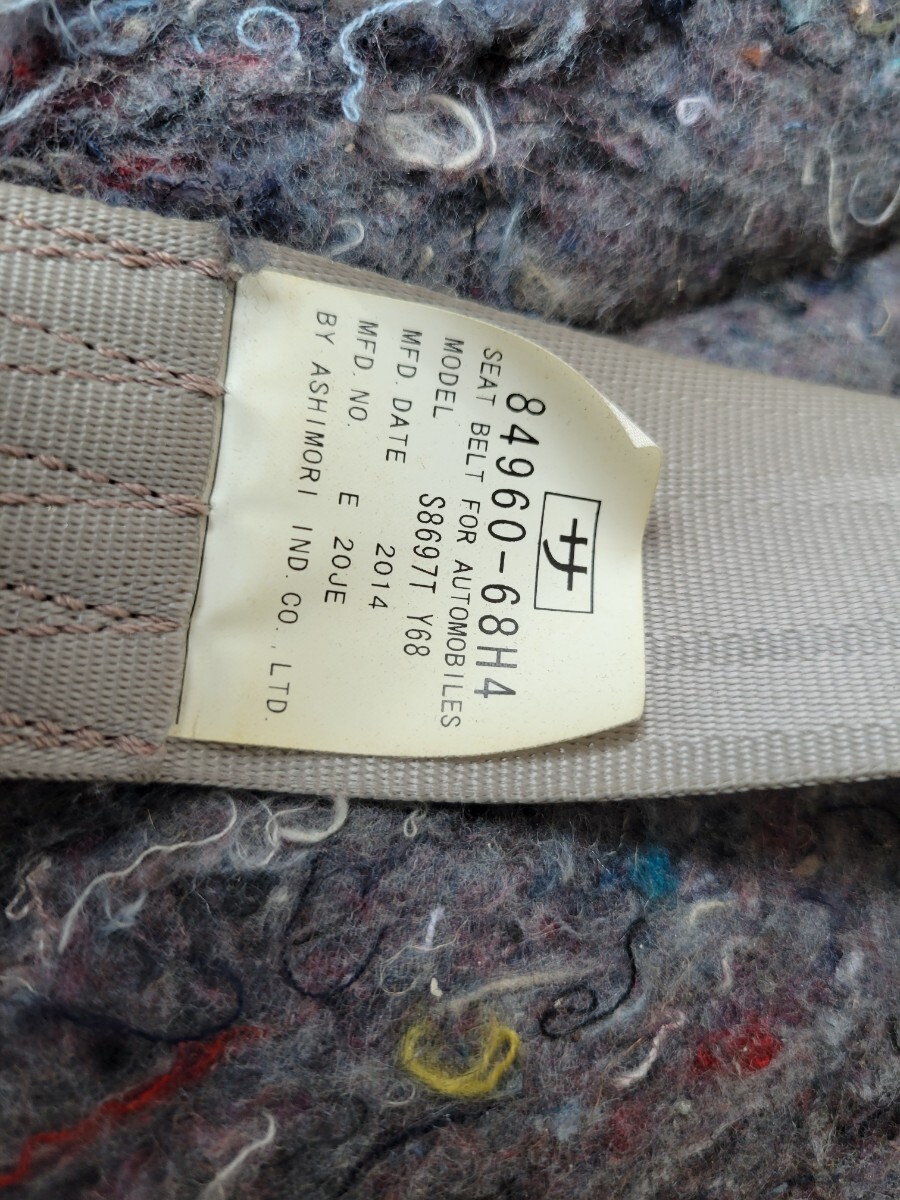 サ
84960-68H4
SEAT BELT FOR AUTOMOBILES
MODEL S8697T Y68
MFD. DATE 2014
MFD. NO. E 20JE
BY ASHIMORI IND. CO., LTD.